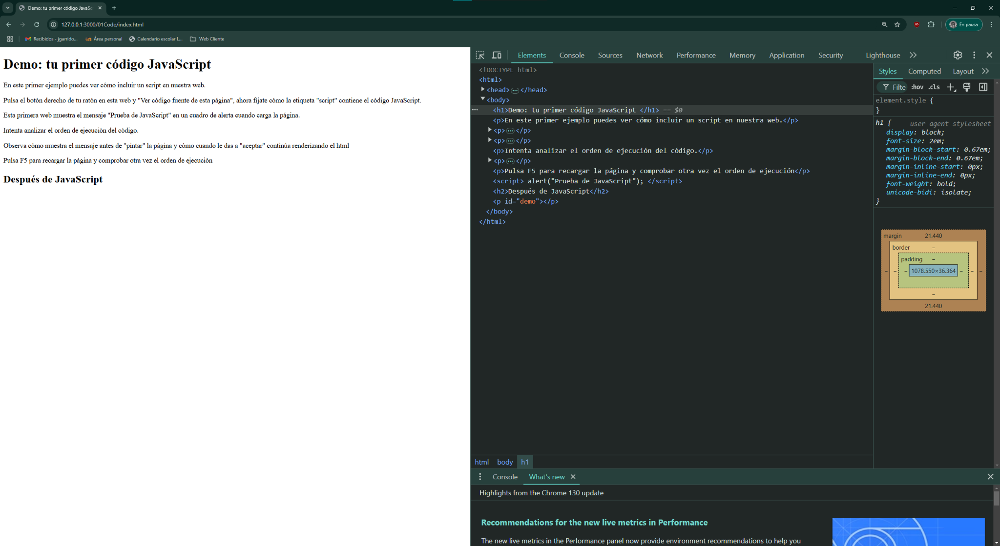 Demo: tu primer código JavaSc
127.0.0.1:3000/01Code/index.html
En pausa
Recibidos - jgarrido...
Área personal
Calendario escolar L...
Web Cliente
Demo: tu primer código JavaScript
En este primer ejemplo puedes ver cómo incluir un script en nuestra web.
Pulsa el botón derecho de tu ratón en esta web y "Ver código fuente de esta página", ahora fíjate cómo la etiqueta "script" contiene el código JavaScript.
Esta primera web muestra el mensaje "Prueba de JavaScript" en un cuadro de alerta cuando carga la página.
Intenta analizar el orden de ejecución del código.
Observa cómo muestra el mensaje antes de "pintar" la página y cómo cuando le das a "aceptar" continúa renderizando el html
Pulsa F5 para recargar la página y comprobar otra vez el orden de ejecución
Después de JavaScript
Elements Console Sources Network Performance Memory Application Security Lighthouse
<!DOCTYPE html>
<html>
<head> ... </head>
<body>
<h1>Demo: tu primer código JavaScript </h1> == $0
<p>En este primer ejemplo puedes ver cómo incluir un script en nuestra web.</p>
<p> ... </p>
<p> ... </p>
<p>Intenta analizar el orden de ejecución del código.</p>
<p> ... </p>
<p>Pulsa F5 para recargar la página y comprobar otra vez el orden de ejecución</p>
<script> alert("Prueba de JavaScript"); </script>
<h2>Después de JavaScript</h2>
<p id="demo"></p>
</body>
</html>
Styles Computed Layout
Filte :hov .cls
element.style {
}
h1 { user agent stylesheet
display: block;
font-size: 2em;
margin-block-start: 0.67em;
margin-block-end: 0.67em;
margin-inline-start: 0px;
margin-inline-end: 0px;
font-weight: bold;
unicode-bidi: isolate;
}
margin 21.440
border –
padding –
– – – 1078.550×36.364 – – –
–
–
21.440
html body h1
Console What's new
Highlights from the Chrome 130 update
Recommendations for the new live metrics in Performance
The new live metrics in the Performance panel now provide environment recommendations to help you